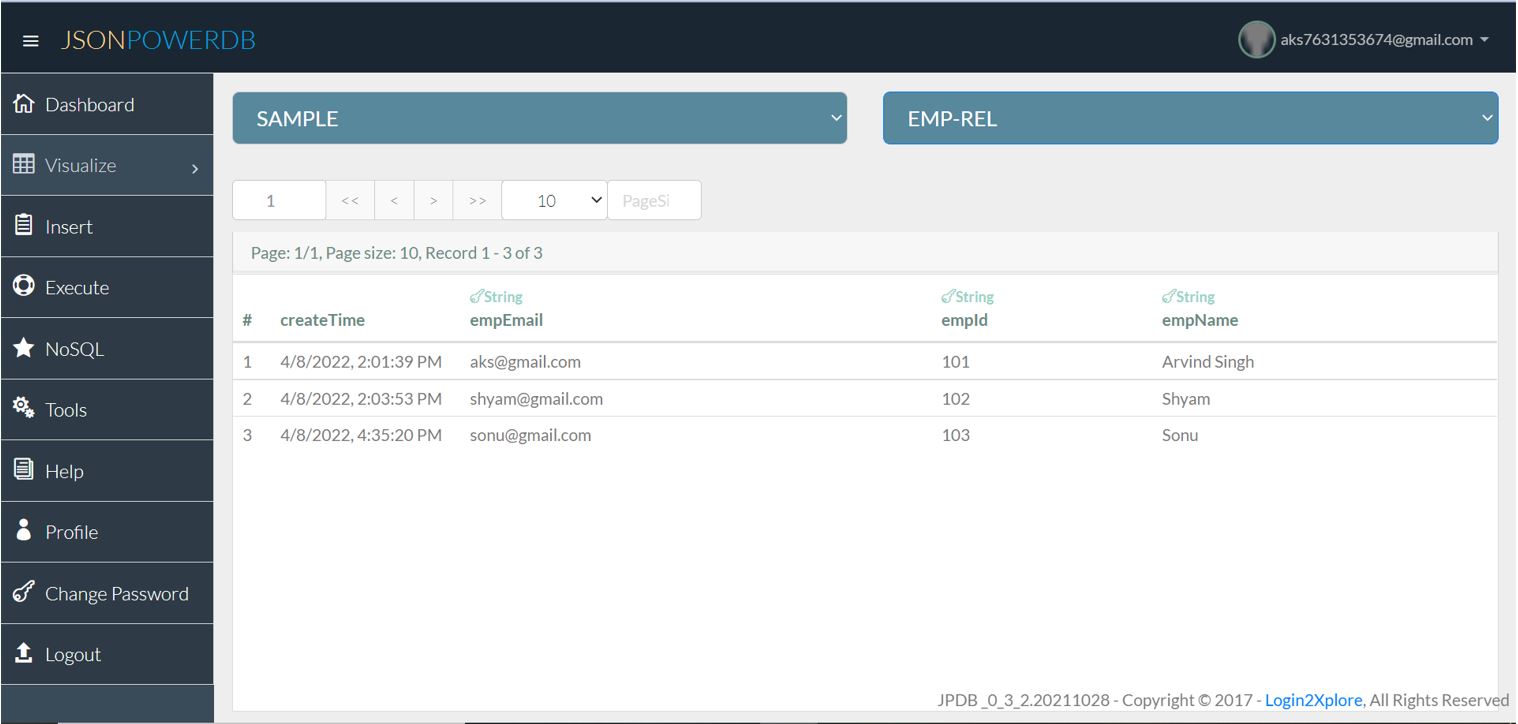 JSONPOWERDB
aks7631353674@gmail.com
Dashboard
Visualize
Insert
Execute
NoSQL
Tools
Help
Profile
Change Password
Logout
SAMPLE
EMP-REL
1 << < > >> 10 PageSi
Page: 1/1, Page size: 10, Record 1 - 3 of 3
String String String
# createTime empEmail empId empName
1 4/8/2022, 2:01:39 PM aks@gmail.com 101 Arvind Singh
2 4/8/2022, 2:03:53 PM shyam@gmail.com 102 Shyam
3 4/8/2022, 4:35:20 PM sonu@gmail.com 103 Sonu
JPDB _0_3_2.20211028 - Copyright © 2017 - Login2Xplore, All Rights Reserved